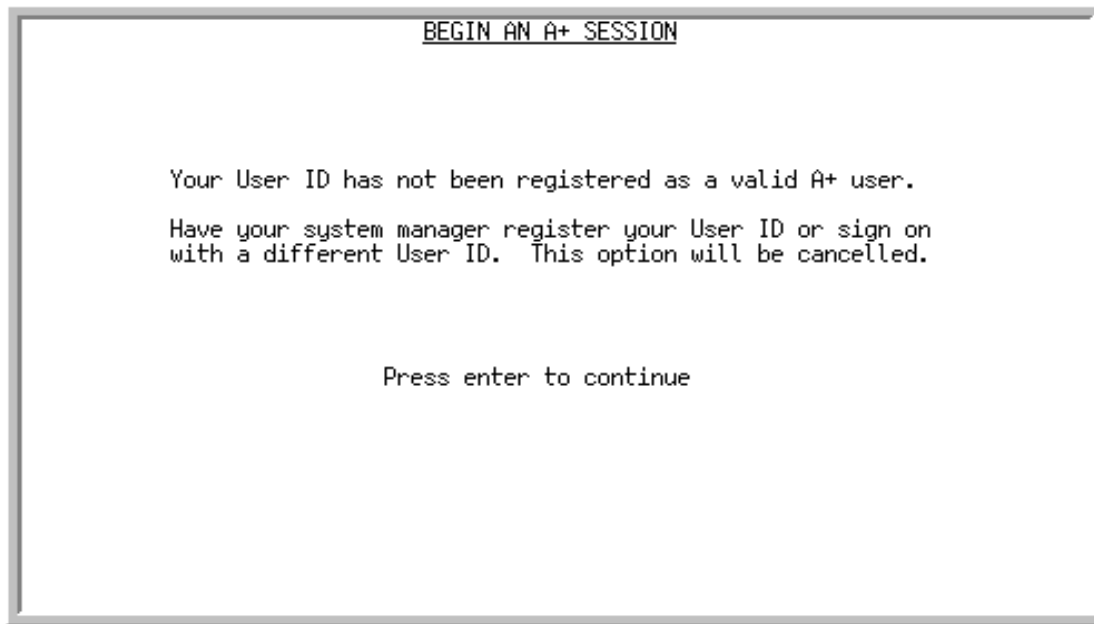 BEGIN AN A+ SESSION
Your User ID has not been registered as a valid A+ user.
Have your system manager register your User ID or sign on
with a different User ID.  This option will be cancelled.
Press enter to continue